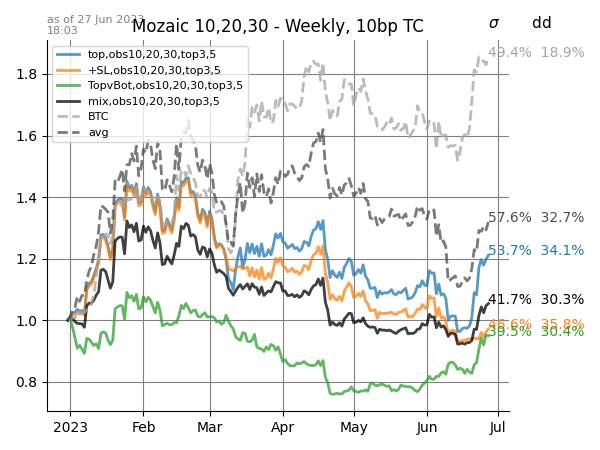 as of 27 Jun 2023
18:03
Mozaic 10,20,30 - Weekly, 10bp TC
σ dd
top,obs10,20,30,top3,5
+SL,obs10,20,30,top3,5
TopvBot,obs10,20,30,top3,5
mix,obs10,20,30,top3,5
BTC
avg
49.4% 18.9%
57.6% 32.7%
53.7% 34.1%
41.7% 30.3%
46.6% 35.8%
39.5% 30.4%
1.8
1.6
1.4
1.2
1.0
0.8
2023 Feb Mar Apr May Jun Jul